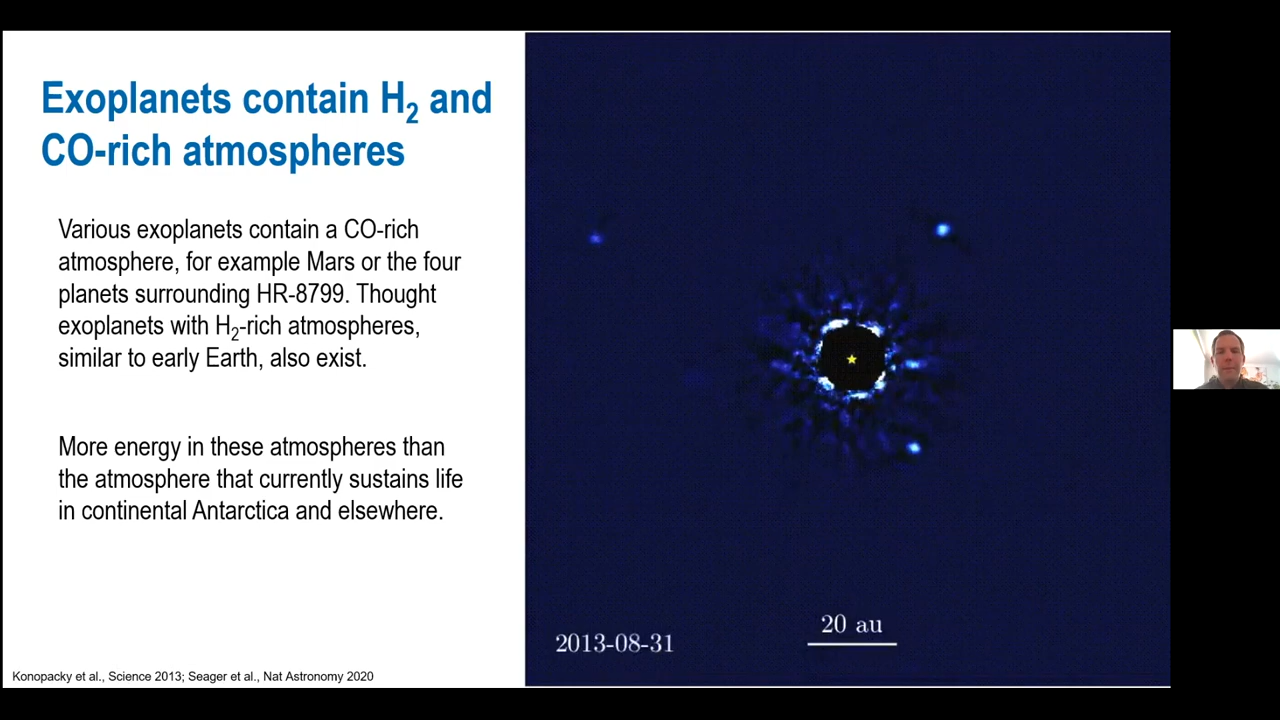 Exoplanets contain H₂ and
CO-rich atmospheres
Various exoplanets contain a CO-rich
atmosphere, for example Mars or the four
planets surrounding HR-8799. Thought
exoplanets with H₂-rich atmospheres,
similar to early Earth, also exist.
More energy in these atmospheres than
the atmosphere that currently sustains life
in continental Antarctica and elsewhere.
Konopacky et al., Science 2013; Seager et al., Nat Astronomy 2020
2013-08-31
20 au